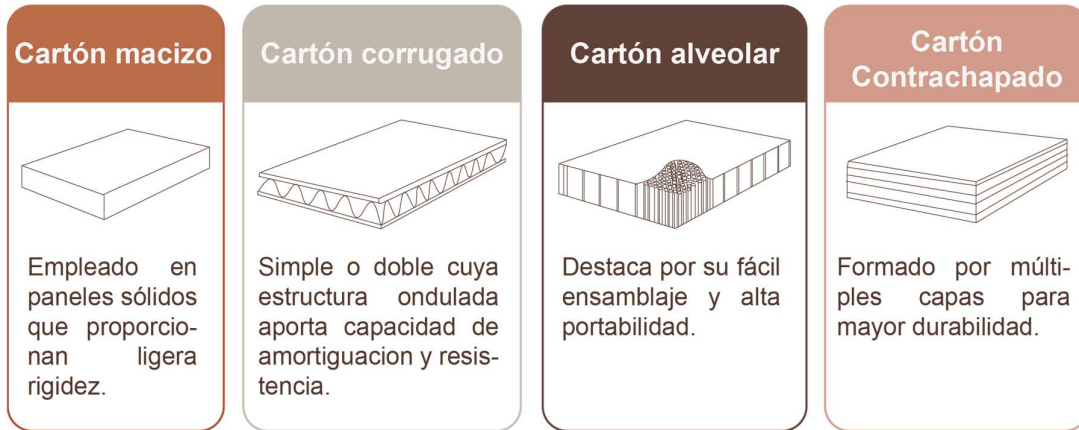 Cartón macizo
Empleado en
paneles sólidos
que proporcio-
nan ligera
rigidez.
Cartón corrugado
Simple o doble cuya
estructura ondulada
aporta capacidad de
amortiguacion y resis-
tencia.
Cartón alveolar
Destaca por su fácil
ensamblaje y alta
portabilidad.
Cartón
Contrachapado
Formado por múlti-
ples capas para
mayor durabilidad.